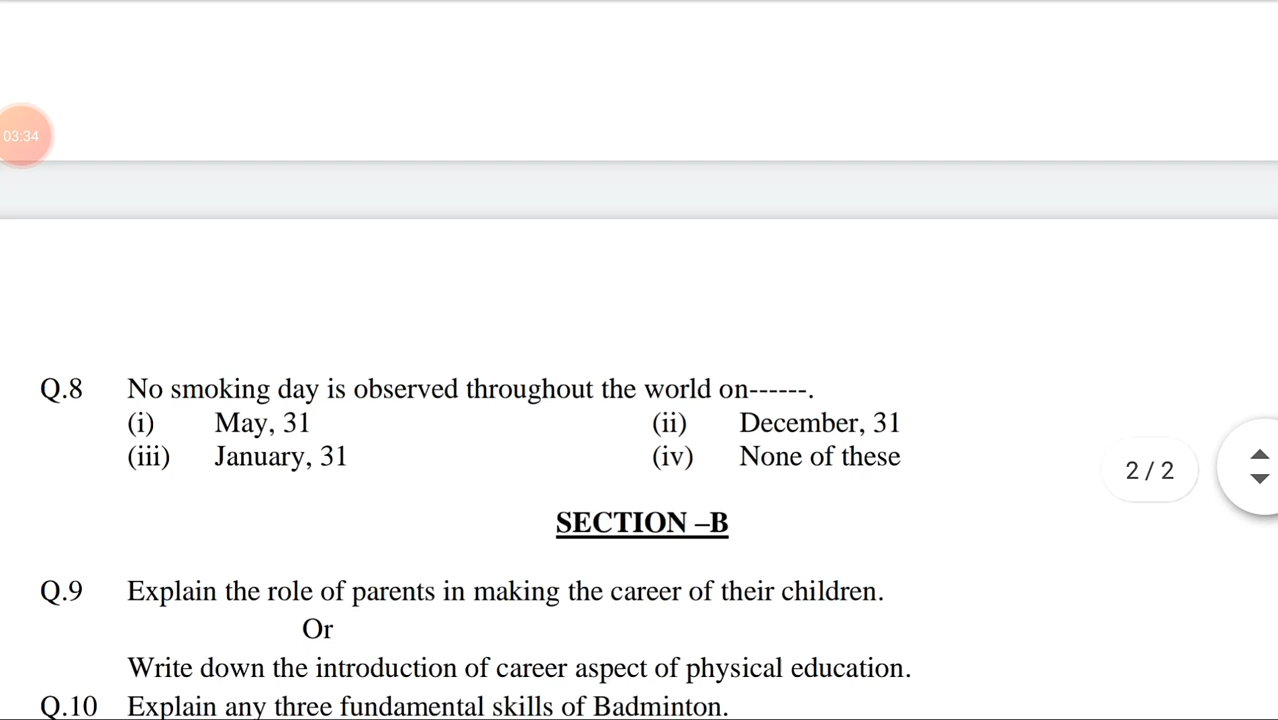 03:34
Q.8 No smoking day is observed throughout the world on------.
(i) May, 31 (ii) December, 31
(iii) January, 31 (iv) None of these
2 / 2
SECTION –B
Q.9 Explain the role of parents in making the career of their children.
Or
Write down the introduction of career aspect of physical education.
Q.10 Explain any three fundamental skills of Badminton.